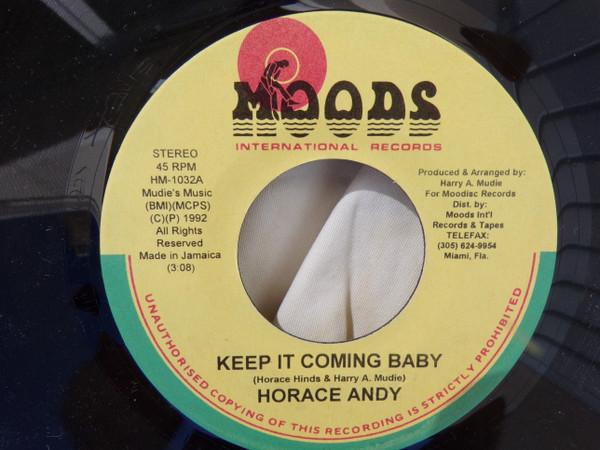 MOODS
INTERNATIONAL RECORDS
STEREO
45 RPM
HM-1032A
Mudie's Music
(BMI)(MCPS)
(C)(P) 1992
All Rights
Reserved
Made in Jamaica
(3:08)
Produced & Arranged by:
Harry A. Mudie
For Moodisc Records
Dist. by:
Moods Int'l
Records & Tapes
TELEFAX:
(305) 624-9954
Miami, Fla.
KEEP IT COMING BABY
(Horace Hinds & Harry A. Mudie)
HORACE ANDY
UNAUTHORISED COPYING OF THIS RECORDING IS STRICTLY PROHIBITED